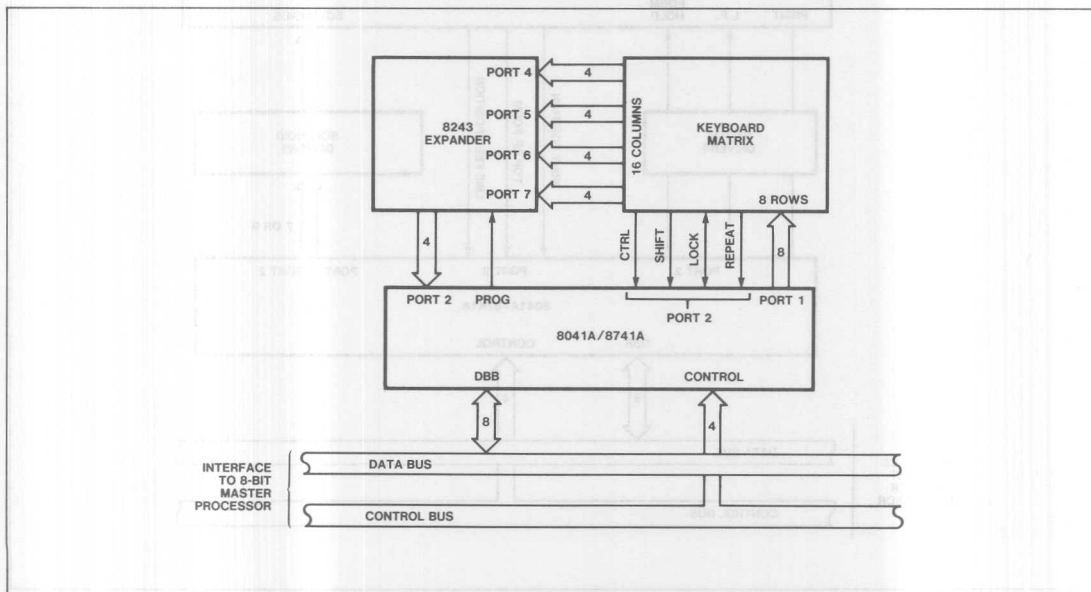 PORT 4
4
PORT 5
4
PORT 6
4
PORT 7
4
8243
EXPANDER
16 COLUMNS
KEYBOARD
MATRIX
8 ROWS
4
CTRL
SHIFT
LOCK
REPEAT
8
PORT 2
PROG
PORT 2
PORT 1
8041A/8741A
DBB
CONTROL
8
4
INTERFACE
TO 8-BIT
MASTER
PROCESSOR
DATA BUS
CONTROL BUS